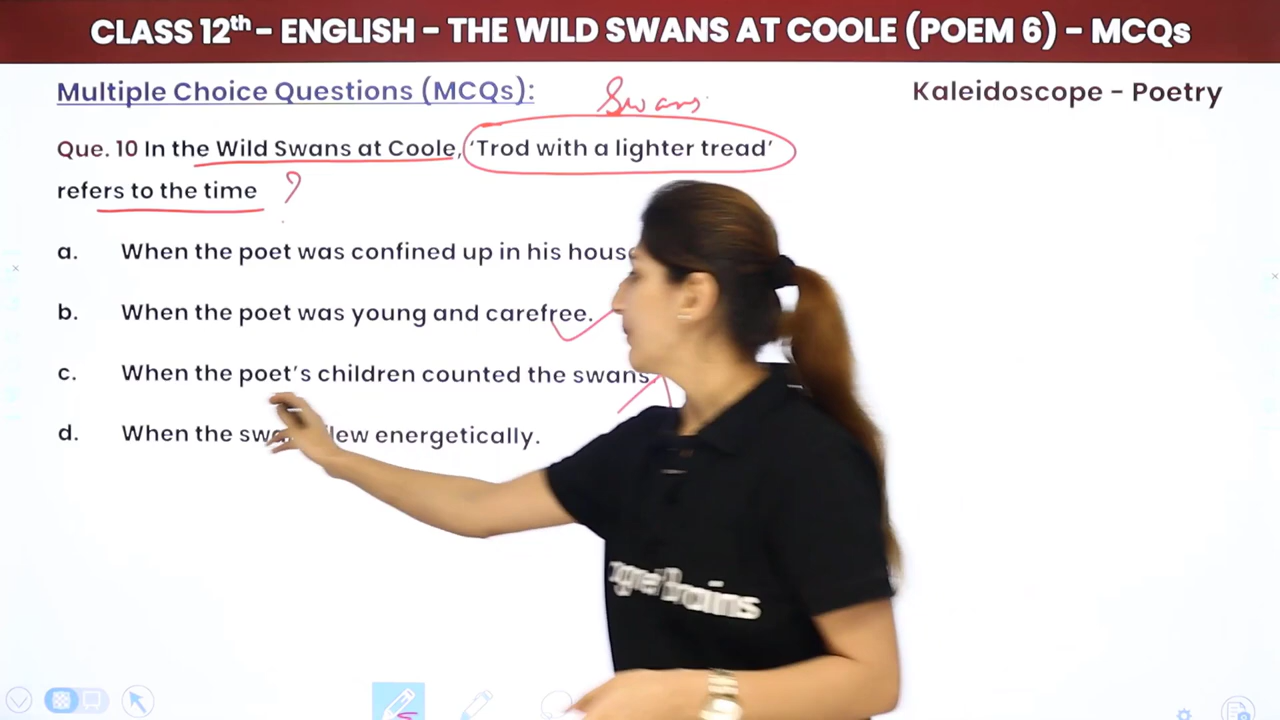 CLASS 12th – ENGLISH – THE WILD SWANS AT COOLE (POEM 6) – MCQs
Multiple Choice Questions (MCQs):
Swans
Kaleidoscope – Poetry
Que. 10 In the Wild Swans at Coole, ‘Trod with a lighter tread’
refers to the time ?
a. When the poet was confined up in his
b. When the poet was young and carefree.
c. When the poet’s children counted the swans
d. When the energetically.